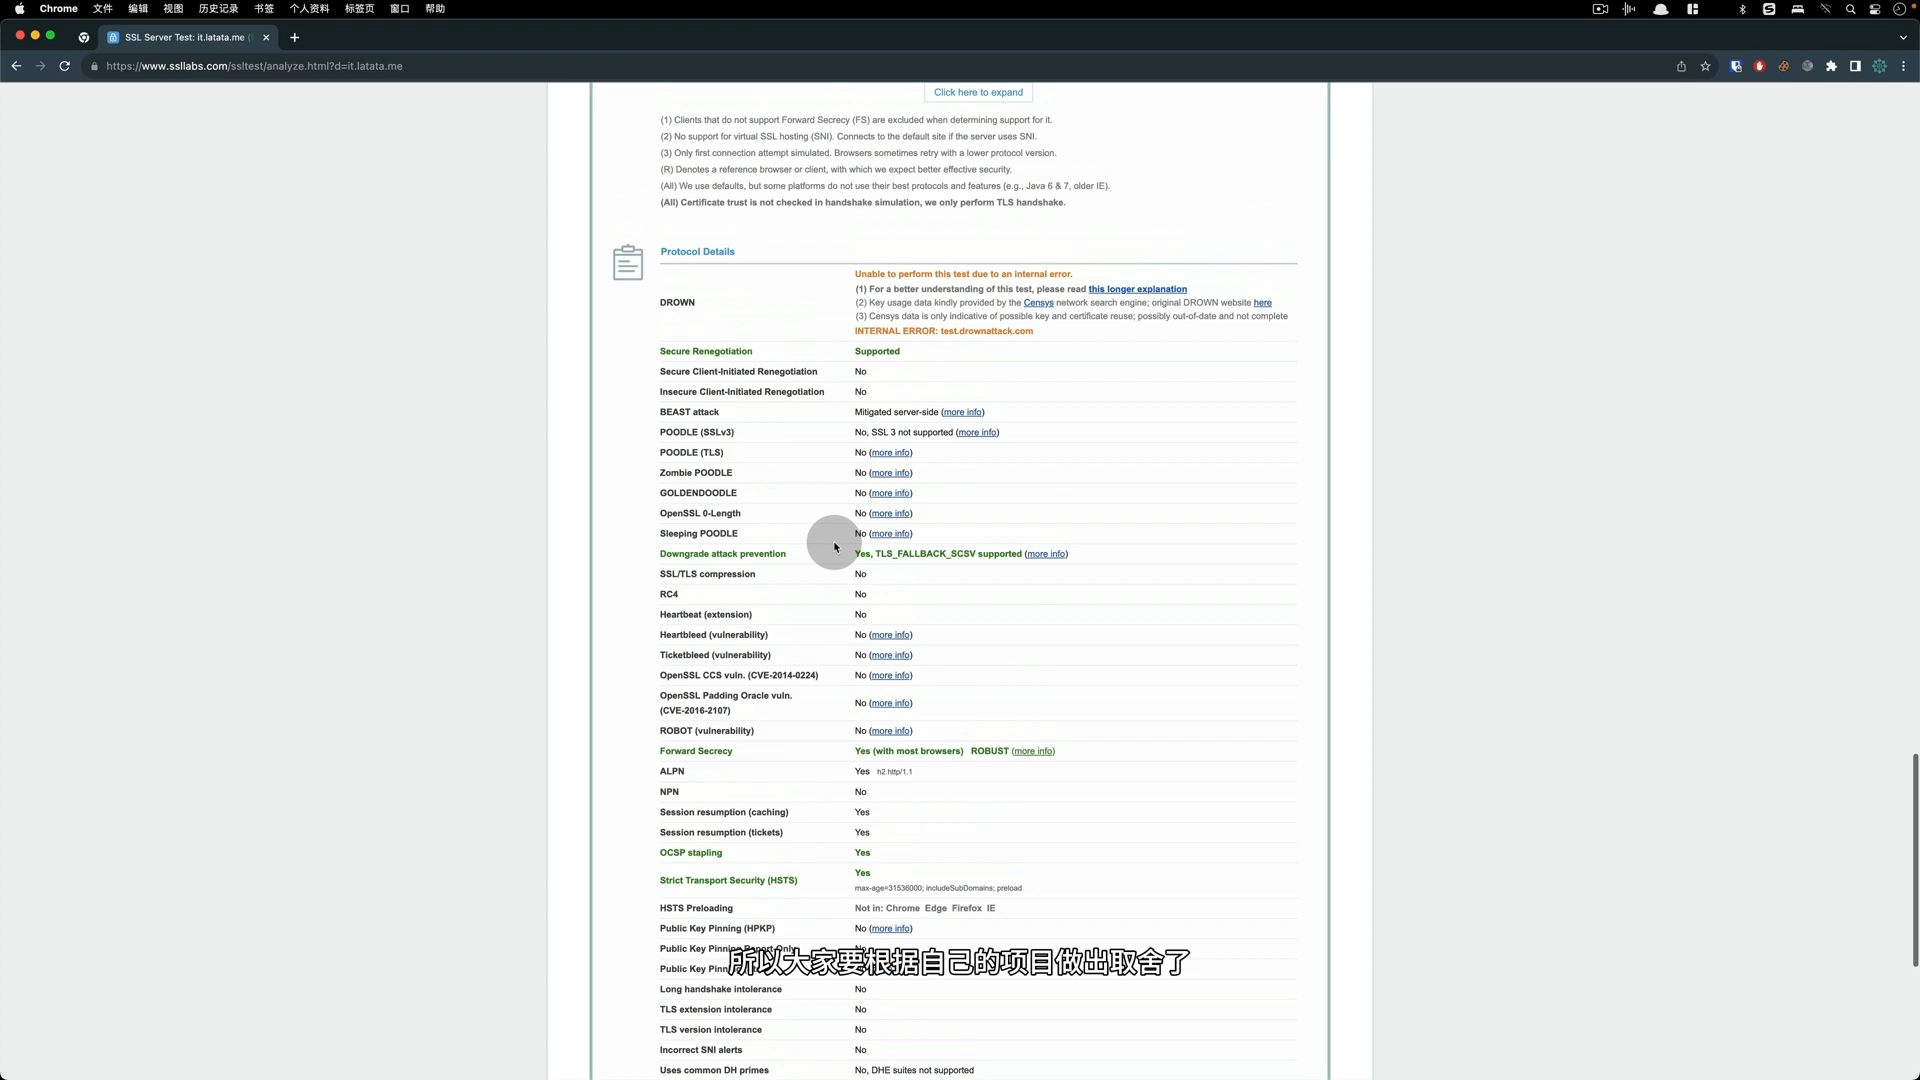 Chrome 文件 编辑 视图 历史记录 书签 个人资料 标签页 窗口 帮助
SSL Server Test: it.latata.me (
https://www.ssllabs.com/ssltest/analyze.html?d=it.latata.me
Click here to expand
(1) Clients that do not support Forward Secrecy (FS) are excluded when determining support for it.
(2) No support for virtual SSL hosting (SNI). Connects to the default site if the server uses SNI.
(3) Only first connection attempt simulated. Browsers sometimes retry with a lower protocol version.
(R) Denotes a reference browser or client, with which we expect better effective security.
(All) We use defaults, but some platforms do not use their best protocols and features (e.g., Java 6 & 7, older IE).
(All) Certificate trust is not checked in handshake simulation, we only perform TLS handshake.
Protocol Details
Unable to perform this test due to an internal error.
(1) For a better understanding of this test, please read this longer explanation
DROWN (2) Key usage data kindly provided by the Censys network search engine; original DROWN website here
(3) Censys data is only indicative of possible key and certificate reuse; possibly out-of-date and not complete
INTERNAL ERROR: test.drownattack.com
Secure Renegotiation Supported
Secure Client-Initiated Renegotiation No
Insecure Client-Initiated Renegotiation No
BEAST attack Mitigated server-side (more info)
POODLE (SSLv3) No, SSL 3 not supported (more info)
POODLE (TLS) No (more info)
Zombie POODLE No (more info)
GOLDENDOODLE No (more info)
OpenSSL 0-Length No (more info)
Sleeping POODLE No (more info)
Downgrade attack prevention Yes, TLS_FALLBACK_SCSV supported (more info)
SSL/TLS compression No
RC4 No
Heartbeat (extension) No
Heartbleed (vulnerability) No (more info)
Ticketbleed (vulnerability) No (more info)
OpenSSL CCS vuln. (CVE-2014-0224) No (more info)
OpenSSL Padding Oracle vuln.
(CVE-2016-2107) No (more info)
ROBOT (vulnerability) No (more info)
Forward Secrecy Yes (with most browsers) ROBUST (more info)
ALPN Yes h2 http/1.1
NPN No
Session resumption (caching) Yes
Session resumption (tickets) Yes
OCSP stapling Yes
Strict Transport Security (HSTS) Yes
max-age=31536000; includeSubDomains; preload
HSTS Preloading Not in: Chrome Edge Firefox IE
Public Key Pinning (HPKP) No (more info)
Public Key Pinning Report-Only
所以大家要根据自己的项目做出取舍了
Public Key
Long handshake intolerance No
TLS extension intolerance No
TLS version intolerance No
Incorrect SNI alerts No
Uses common DH primes No, DHE suites not supported